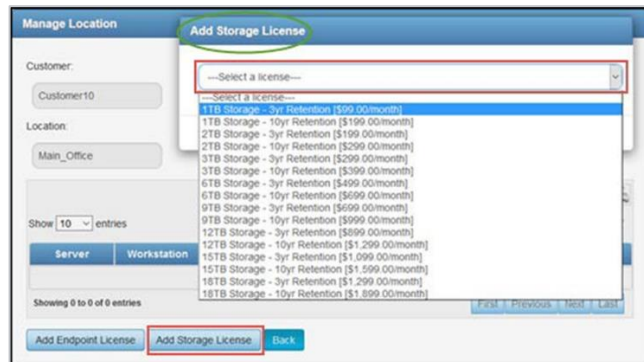 Manage Location
Add Storage License
Customer:
Customer10
Location:
Main_Office
---Select a license---
---Select a license---
1TB Storage - 3yr Retention [$99.00/month]
1TB Storage - 10yr Retention [$199.00/month]
2TB Storage - 3yr Retention [$199.00/month]
2TB Storage - 10yr Retention [$299.00/month]
3TB Storage - 3yr Retention [$299.00/month]
3TB Storage - 10yr Retention [$399.00/month]
6TB Storage - 3yr Retention [$499.00/month]
6TB Storage - 10yr Retention [$699.00/month]
9TB Storage - 3yr Retention [$699.00/month]
9TB Storage - 10yr Retention [$999.00/month]
12TB Storage - 3yr Retention [$899.00/month]
12TB Storage - 10yr Retention [$1,299.00/month]
15TB Storage - 3yr Retention [$1,099.00/month]
15TB Storage - 10yr Retention [$1,599.00/month]
18TB Storage - 3yr Retention [$1,299.00/month]
18TB Storage - 10yr Retention [$1,899.00/month]
Show 10 entries
Server Workstation
Showing 0 to 0 of 0 entries
First Previous Next Last
Add Endpoint License Add Storage License Back